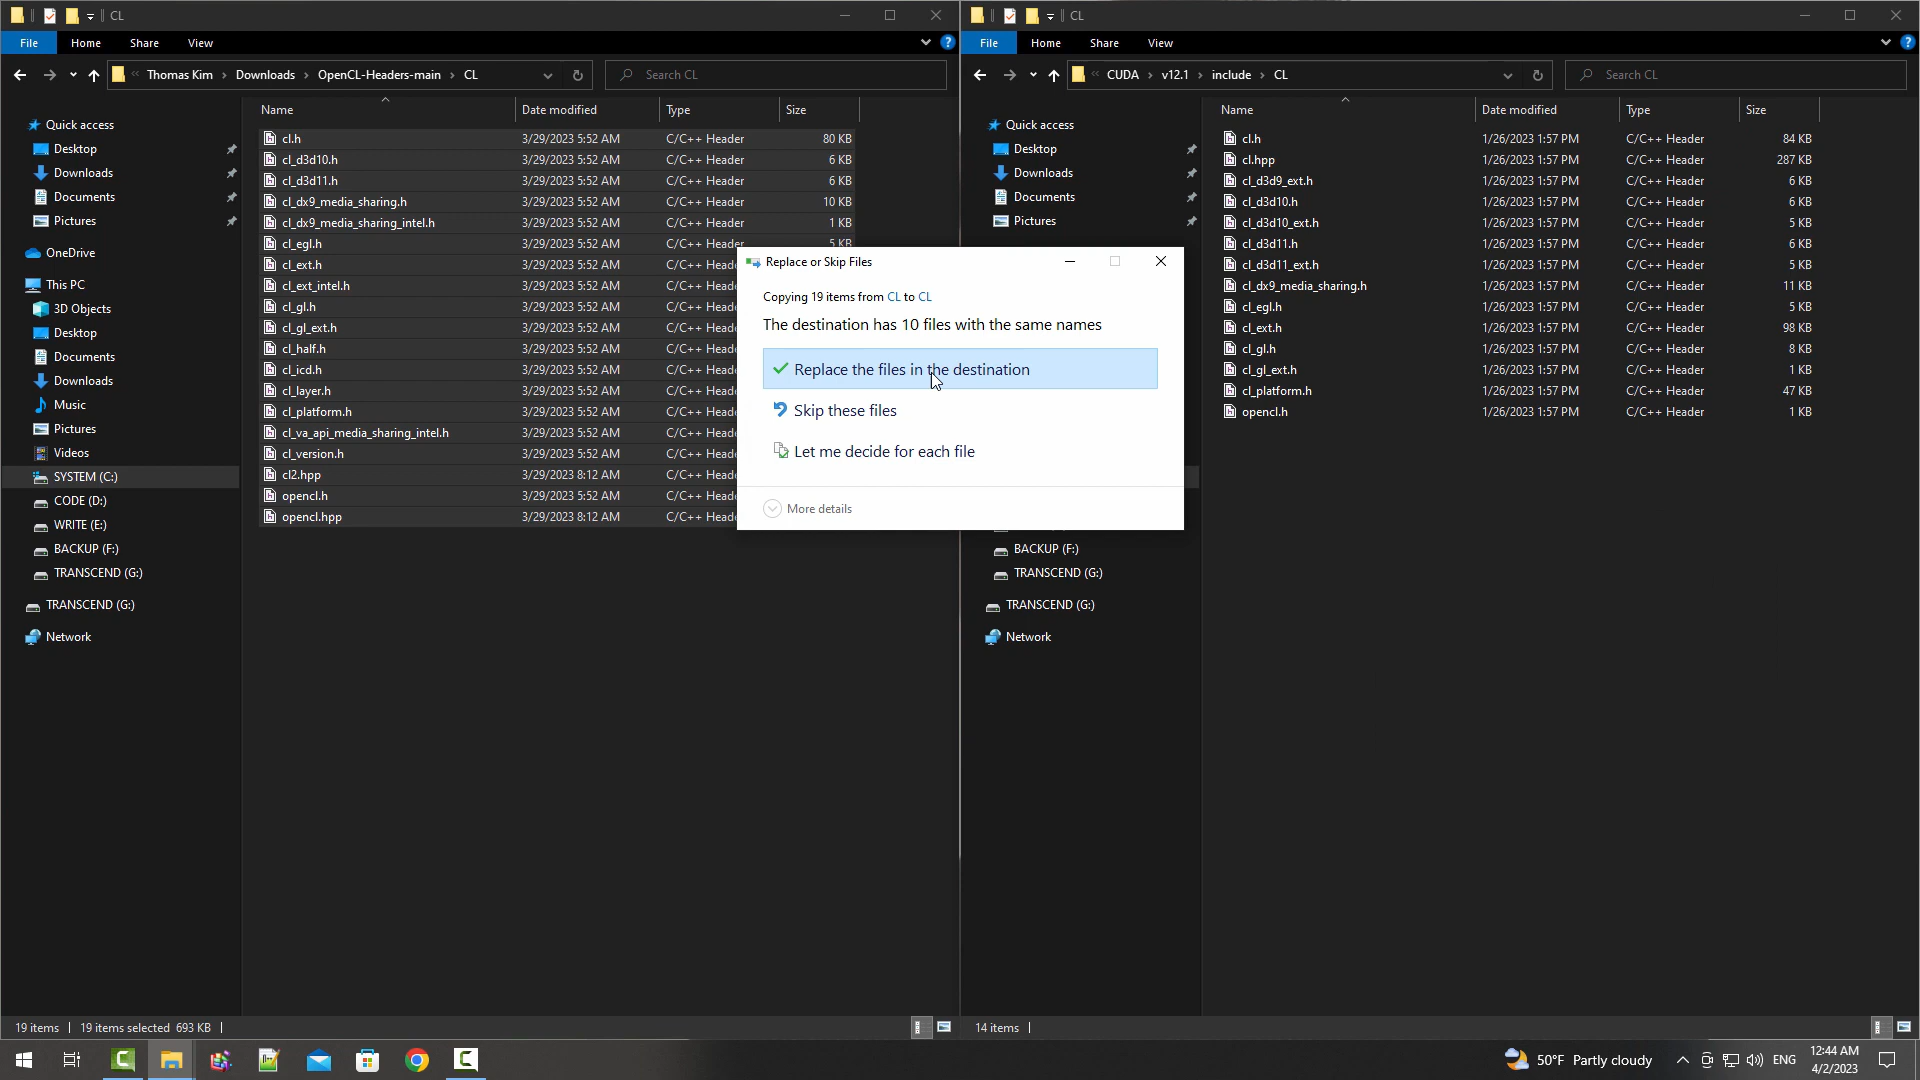 CL
File
Home
Share
View
Thomas Kim > Downloads > OpenCL-Headers-main > CL
Search CL
Quick access
Desktop
Downloads
Documents
Pictures
OneDrive
This PC
3D Objects
Desktop
Documents
Downloads
Music
Pictures
Videos
SYSTEM (C:)
CODE (D:)
WRITE (E:)
BACKUP (F:)
TRANSCEND (G:)
TRANSCEND (G:)
Network
Name Date modified Type Size
cl.h 3/29/2023 5:52 AM C/C++ Header 80 KB
cl_d3d10.h 3/29/2023 5:52 AM C/C++ Header 6 KB
cl_d3d11.h 3/29/2023 5:52 AM C/C++ Header 6 KB
cl_dx9_media_sharing.h 3/29/2023 5:52 AM C/C++ Header 10 KB
cl_dx9_media_sharing_intel.h 3/29/2023 5:52 AM C/C++ Header 1 KB
cl_egl.h 3/29/2023 5:52 AM C/C++ Header 5 KB
cl_ext.h 3/29/2023 5:52 AM C/C++ Heade
cl_ext_intel.h 3/29/2023 5:52 AM C/C++ Heade
cl_gl.h 3/29/2023 5:52 AM C/C++ Heade
cl_gl_ext.h 3/29/2023 5:52 AM C/C++ Heade
cl_half.h 3/29/2023 5:52 AM C/C++ Heade
cl_icd.h 3/29/2023 5:52 AM C/C++ Heade
cl_layer.h 3/29/2023 5:52 AM C/C++ Heade
cl_platform.h 3/29/2023 5:52 AM C/C++ Heade
cl_va_api_media_sharing_intel.h 3/29/2023 5:52 AM C/C++ Heade
cl_version.h 3/29/2023 5:52 AM C/C++ Heade
cl2.hpp 3/29/2023 8:12 AM C/C++ Heade
opencl.h 3/29/2023 5:52 AM C/C++ Heade
opencl.hpp 3/29/2023 8:12 AM C/C++ Heade
19 items 19 items selected 693 KB
Replace or Skip Files
Copying 19 items from CL to CL
The destination has 10 files with the same names
Replace the files in the destination
Skip these files
Let me decide for each file
More details
CL
File
Home
Share
View
CUDA > v12.1 > include > CL
Search CL
Quick access
Desktop
Downloads
Documents
Pictures
BACKUP (F:)
TRANSCEND (G:)
TRANSCEND (G:)
Network
Name Date modified Type Size
cl.h 1/26/2023 1:57 PM C/C++ Header 84 KB
cl.hpp 1/26/2023 1:57 PM C/C++ Header 287 KB
cl_d3d9_ext.h 1/26/2023 1:57 PM C/C++ Header 6 KB
cl_d3d10.h 1/26/2023 1:57 PM C/C++ Header 6 KB
cl_d3d10_ext.h 1/26/2023 1:57 PM C/C++ Header 5 KB
cl_d3d11.h 1/26/2023 1:57 PM C/C++ Header 6 KB
cl_d3d11_ext.h 1/26/2023 1:57 PM C/C++ Header 5 KB
cl_dx9_media_sharing.h 1/26/2023 1:57 PM C/C++ Header 11 KB
cl_egl.h 1/26/2023 1:57 PM C/C++ Header 5 KB
cl_ext.h 1/26/2023 1:57 PM C/C++ Header 98 KB
cl_gl.h 1/26/2023 1:57 PM C/C++ Header 8 KB
cl_gl_ext.h 1/26/2023 1:57 PM C/C++ Header 1 KB
cl_platform.h 1/26/2023 1:57 PM C/C++ Header 47 KB
opencl.h 1/26/2023 1:57 PM C/C++ Header 1 KB
14 items
50°F Partly cloudy
ENG
12:44 AM
4/2/2023